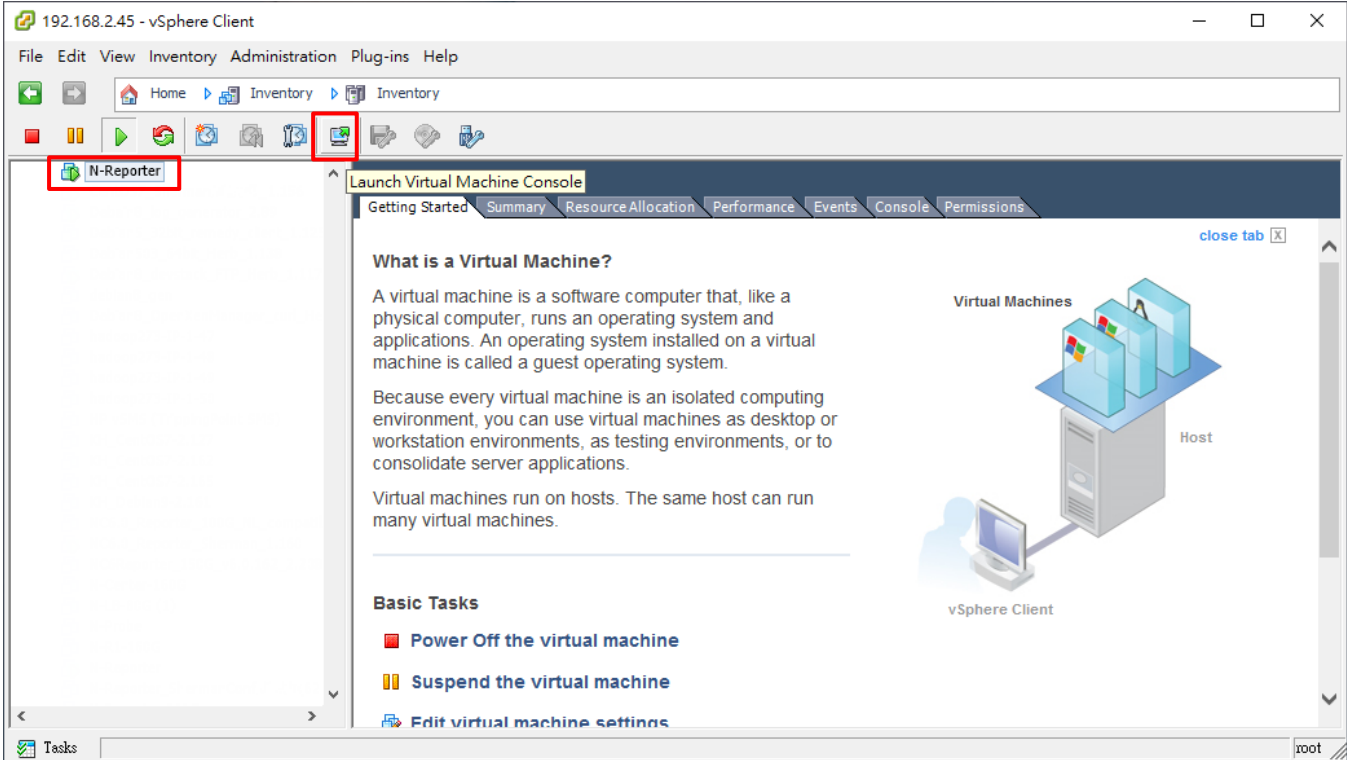 192.168.2.45 - vSphere Client
File Edit View Inventory Administration Plug-ins Help
Home Inventory Inventory
N-Reporter
Launch Virtual Machine Console
Getting Started Summary Resource Allocation Performance Events Console Permissions
close tab X
What is a Virtual Machine?
A virtual machine is a software computer that, like a
physical computer, runs an operating system and
applications. An operating system installed on a virtual
machine is called a guest operating system.
Because every virtual machine is an isolated computing
environment, you can use virtual machines as desktop or
workstation environments, as testing environments, or to
consolidate server applications.
Virtual machines run on hosts. The same host can run
many virtual machines.
Virtual Machines
Host
vSphere Client
Basic Tasks
Power Off the virtual machine
Suspend the virtual machine
Edit virtual machine settings
Tasks
root